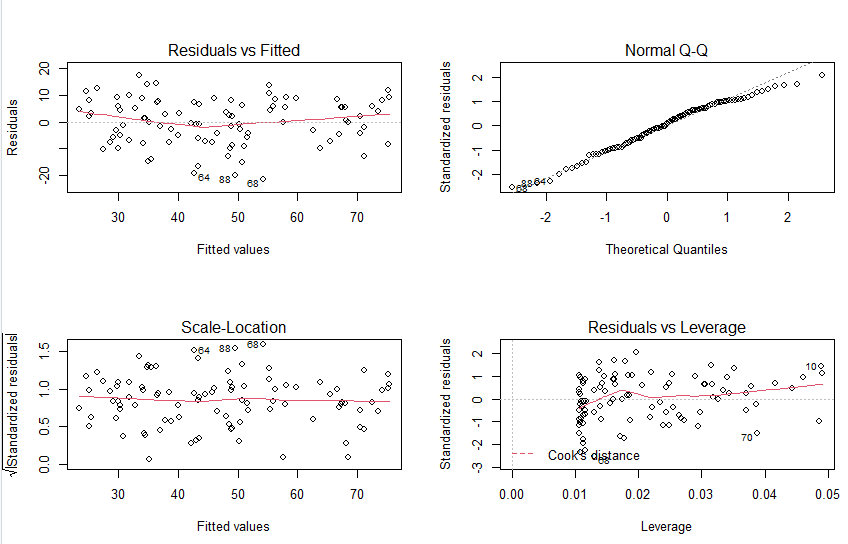 Residuals vs Fitted
Residuals
20
10
0
-20
64
88
68
30 40 50 60 70
Fitted values
Normal Q-Q
Standardized residuals
2
1
0
-1
-2
68
88
64
-2 -1 0 1 2
Theoretical Quantiles
Scale-Location
√|Standardized residuals|
1.5
1.0
0.5
0.0
64
88
68
30 40 50 60 70
Fitted values
Residuals vs Leverage
Standardized residuals
2
1
0
-1
-2
-3
10
70
68
Cook's distance
0.00 0.01 0.02 0.03 0.04 0.05
Leverage